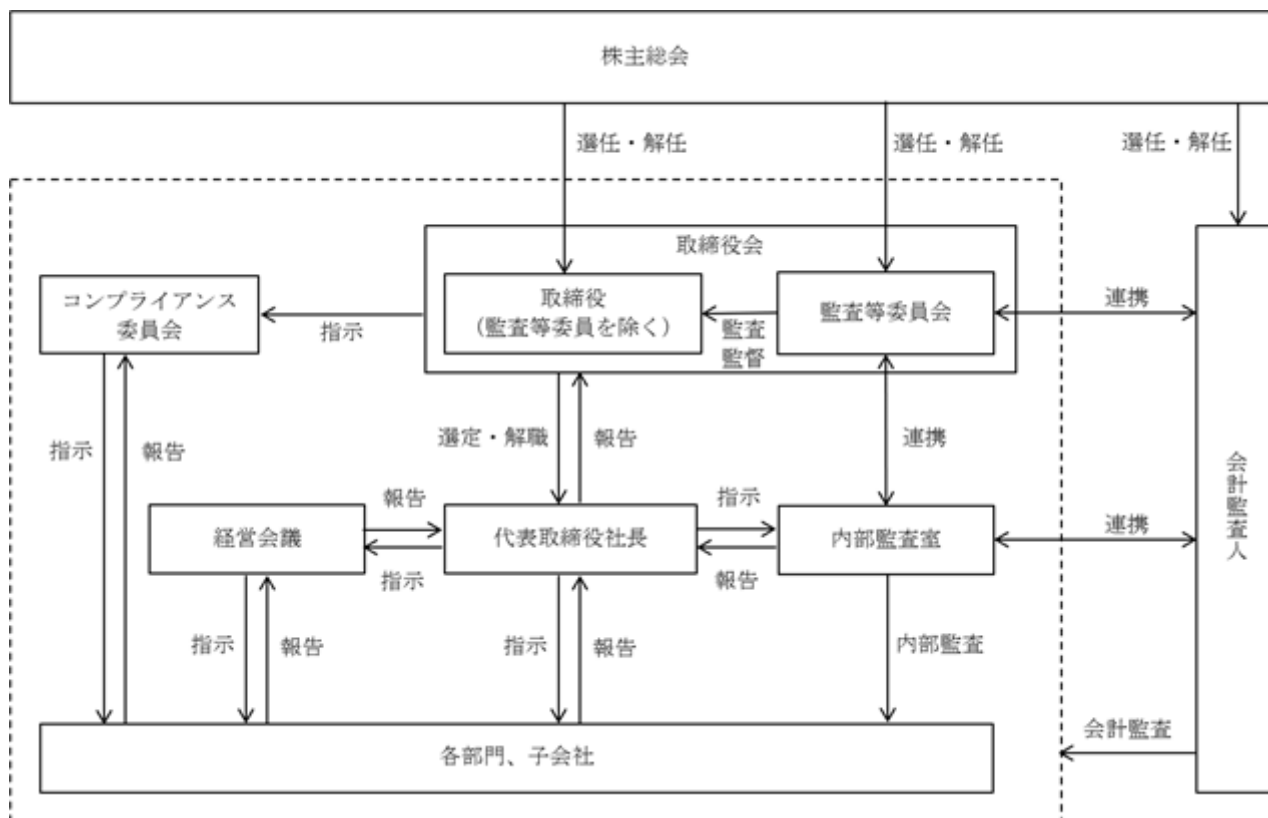 株主総会
選任・解任
選任・解任
選任・解任
取締役会
コンプライアンス
委員会
指示
取締役
（監査等委員を除く）
監査
監督
監査等委員会
連携
指示
報告
選定・解職
報告
連携
会計監査人
経営会議
報告
指示
代表取締役社長
指示
報告
内部監査室
連携
指示
報告
指示
報告
内部監査
会計監査
各部門、子会社